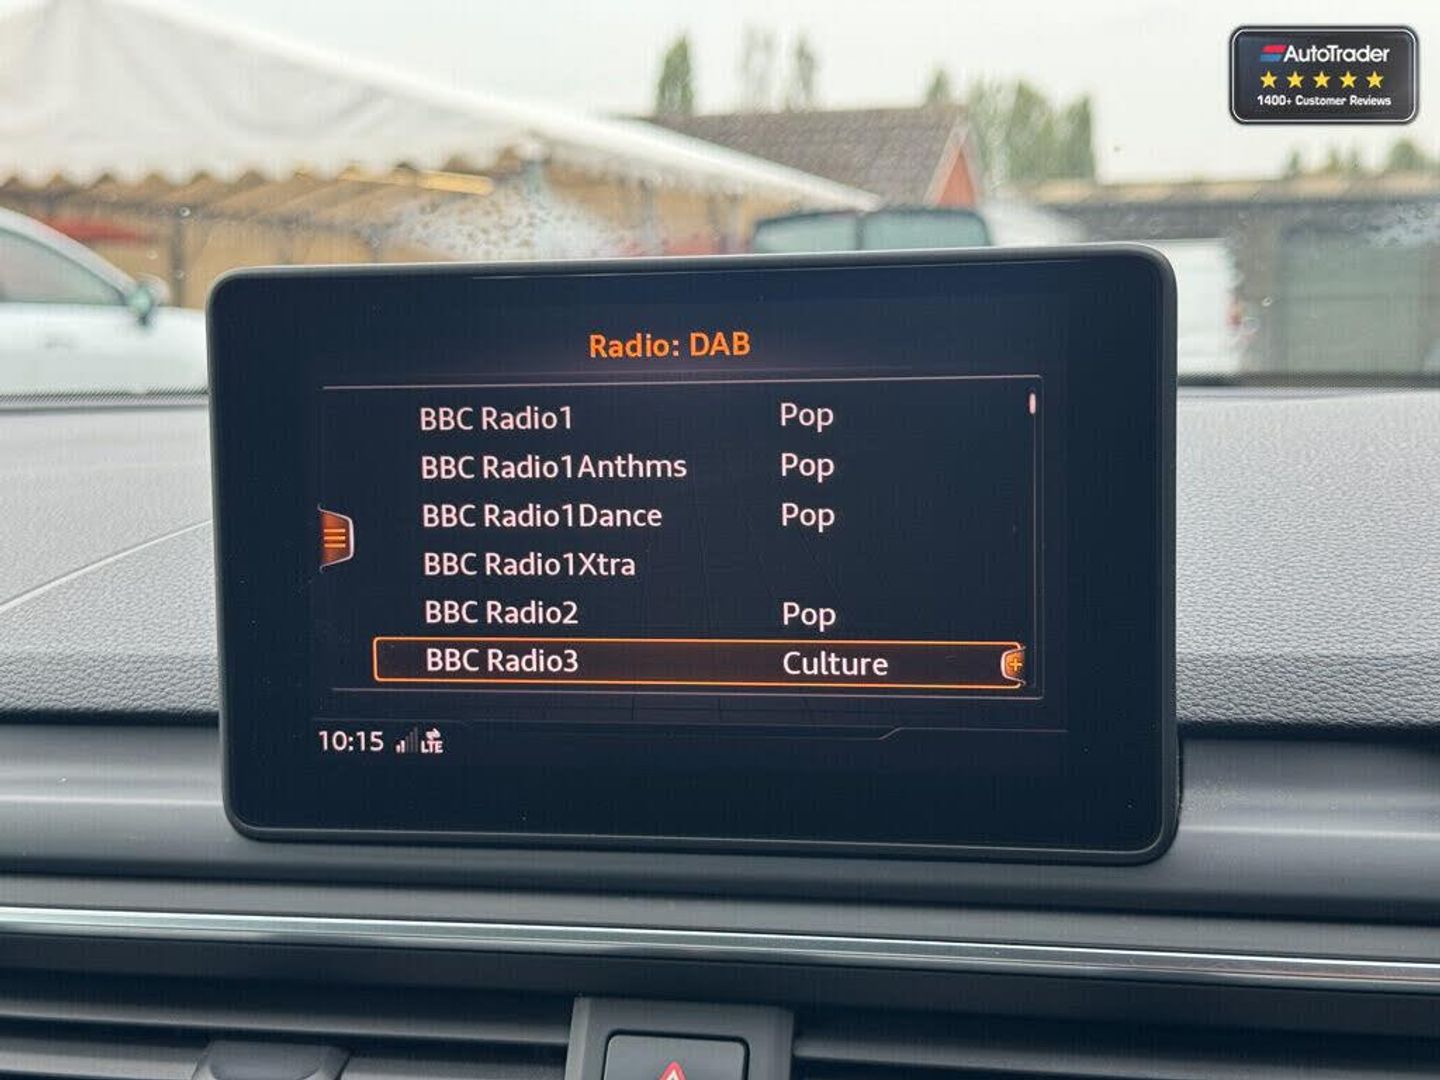 AutoTrader
1400+ Customer Reviews
Radio: DAB
BBC Radio1 Pop
BBC Radio1Anthms Pop
BBC Radio1Dance Pop
BBC Radio1Xtra
BBC Radio2 Pop
BBC Radio3 Culture
10:15 LTE